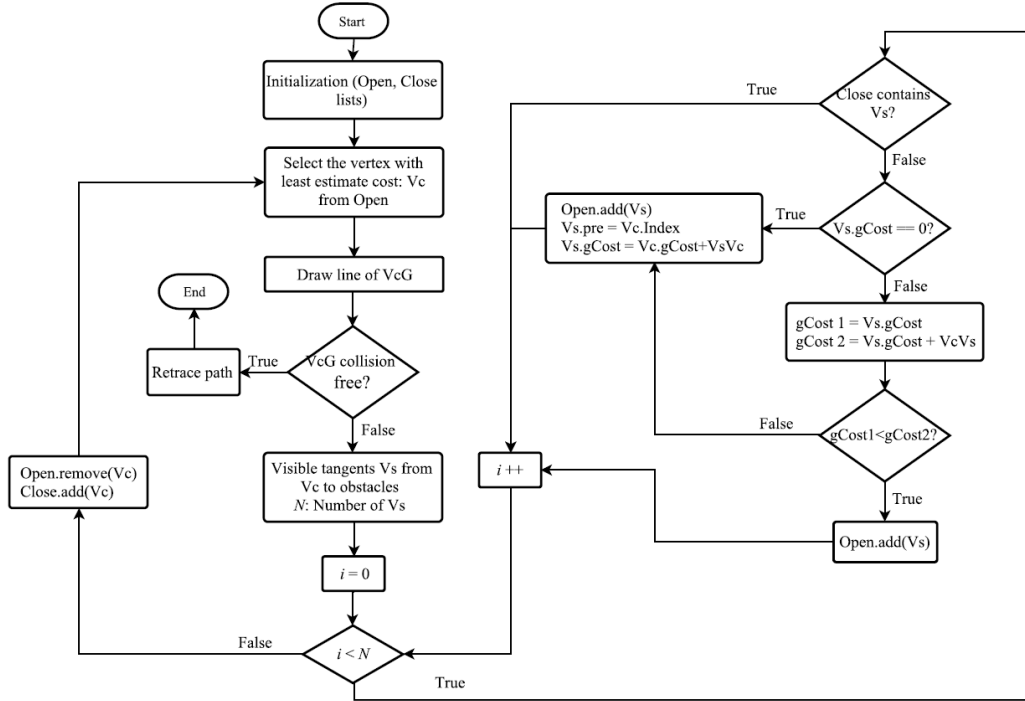 Start
Initialization (Open, Close
lists)
Select the vertex with
least estimate cost: Vc
from Open
Draw line of VcG
End
VcG collision
free?
True
Retrace path
False
Visible tangents Vs from
Vc to obstacles
N: Number of Vs
Open.remove(Vc)
Close.add(Vc)
i = 0
i < N
False
True
Close contains
Vs?
True
False
Vs.gCost == 0?
True
Open.add(Vs)
Vs.pre = Vc.Index
Vs.gCost = Vc.gCost+VsVc
False
gCost 1 = Vs.gCost
gCost 2 = Vs.gCost + VcVs
gCost1<gCost2?
False
True
i ++
Open.add(Vs)